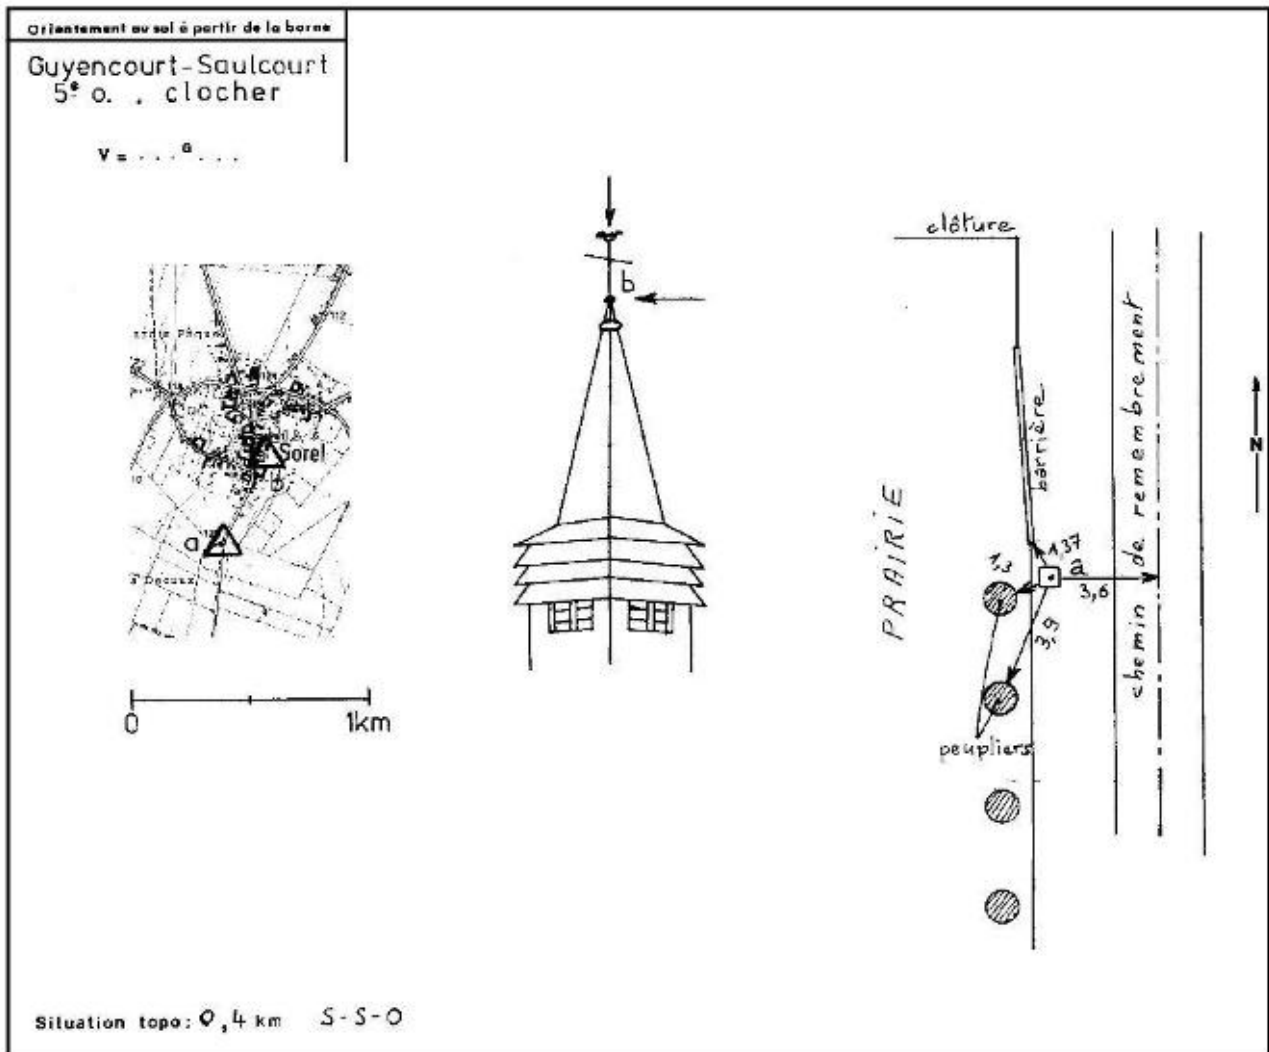 Orientement au sol à partir de la borne
Guyencourt-Saulcourt
5e o. . clocher
V = . . . G . . .
Sorel
a
b
0
1km
b
clôture
barrière
PRAIRIE
chemin de remembrement
N
1,37
1,3
â
3,6
3,9
peupliers
Situation topo: 0,4 km S-S-O